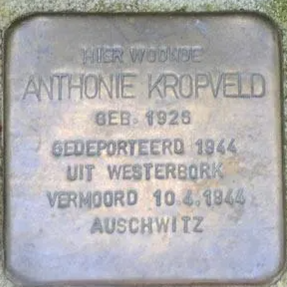 HIER WOONDE
ANTHONIE KROPVELD
GEB. 1926
GEDEPORTEERD 1944
UIT WESTERBORK
VERMOORD 10.4.1944
AUSCHWITZ